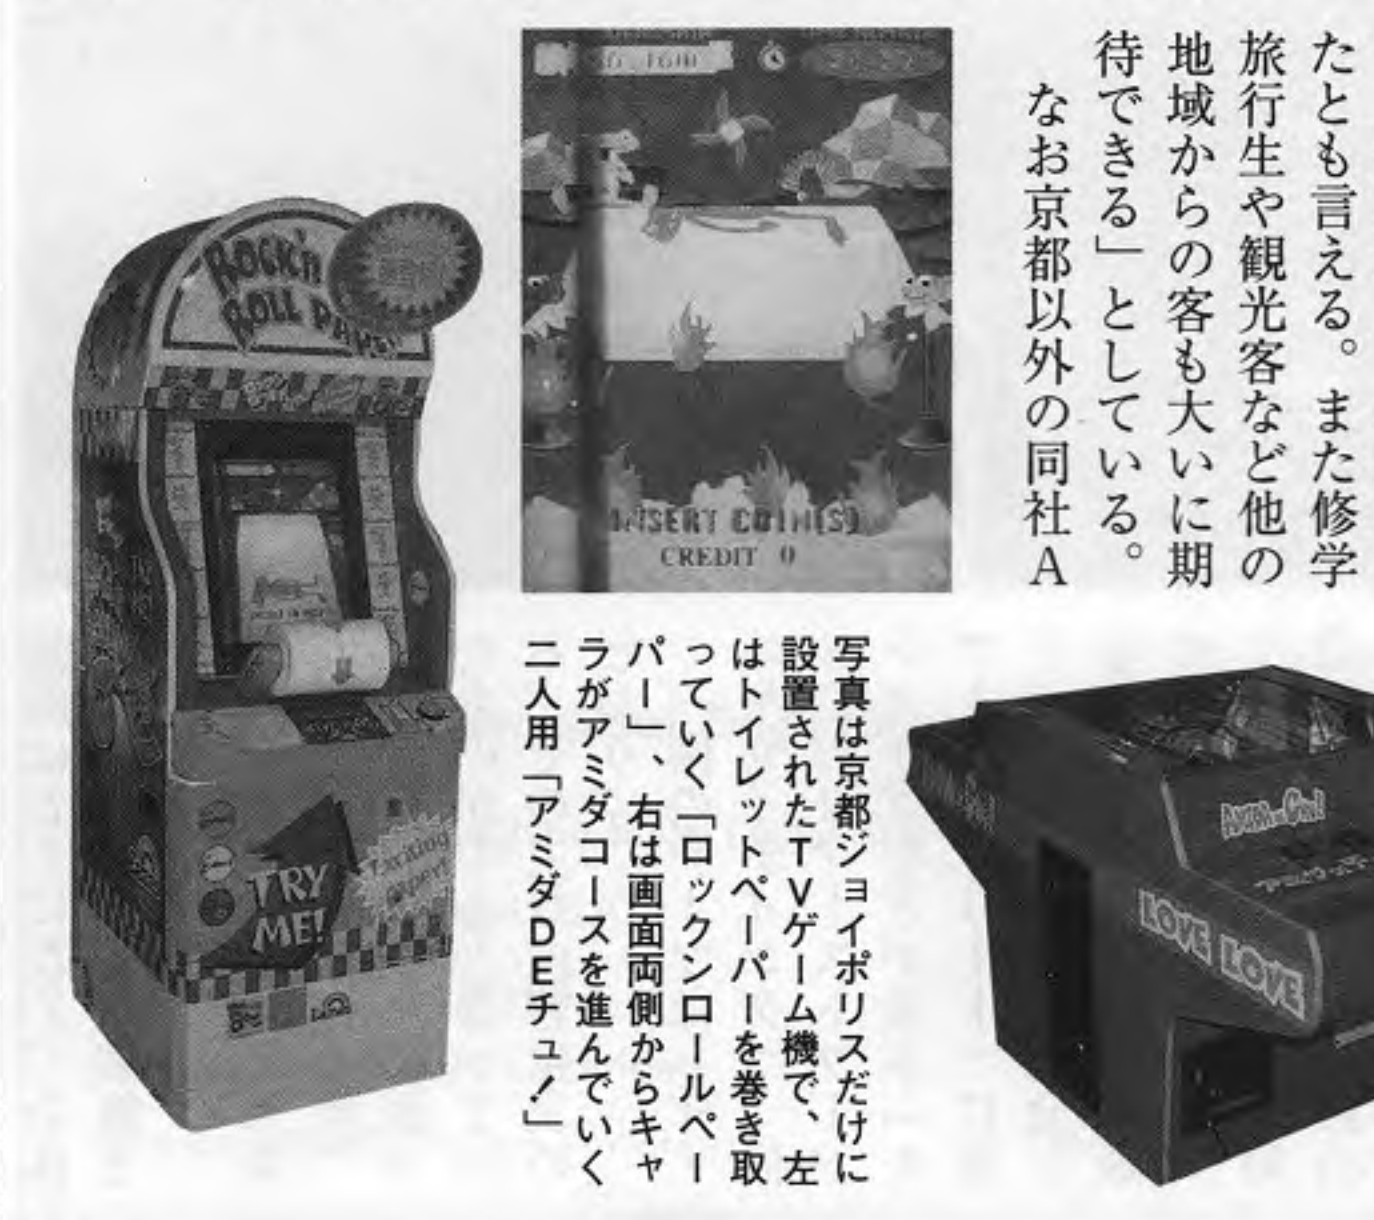 たとも言える。また修学
旅行生や観光客など他の
地域からの客も大いに期
待できる」としている。
なお京都以外の同社A
写真は京都ジョイポリスだけに
設置されたTVゲーム機で、左
はトイレットペーパーを巻き取
っていく「ロックンロールペー
パー」、右は画面両側からキャ
ラがアミダコースを進んでいく
二人用「アミダDEチュ！」
ROCK'N
ROLL PAPER
TRY
ME!
INSERT COIN(S)
CREDIT 0
LOVE LOVE